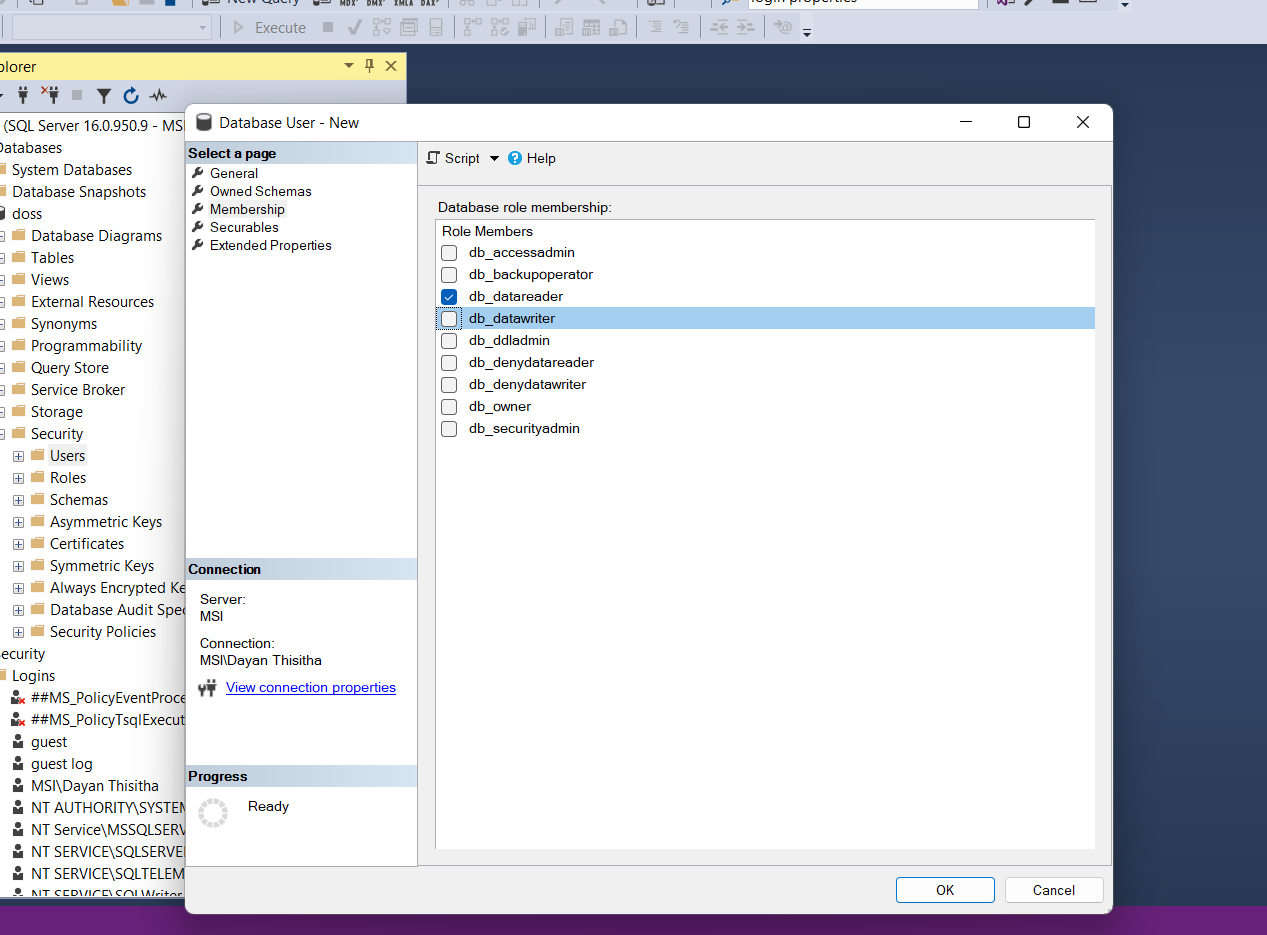 New Query
MDX
DMX
XMLA
DAX
login properties
Execute
plorer
(SQL Server 16.0.950.9 - MSI
Databases
System Databases
Database Snapshots
doss
Database Diagrams
Tables
Views
External Resources
Synonyms
Programmability
Query Store
Service Broker
Storage
Security
Users
Roles
Schemas
Asymmetric Keys
Certificates
Symmetric Keys
Always Encrypted Ke
Database Audit Spec
Security Policies
ecurity
Logins
##MS_PolicyEventProce
##MS_PolicyTsqlExecut
guest
guest log
MSI\Dayan Thisitha
NT AUTHORITY\SYSTEM
NT Service\MSSQLSERV
NT SERVICE\SQLSERVE
NT SERVICE\SQLTELEM
NT SERVICE\SQLWriter
Database User - New
Select a page
General
Owned Schemas
Membership
Securables
Extended Properties
Connection
Server:
MSI
Connection:
MSI\Dayan Thisitha
View connection properties
Progress
Ready
Script
Help
Database role membership:
Role Members
db_accessadmin
db_backupoperator
db_datareader
db_datawriter
db_ddladmin
db_denydatareader
db_denydatawriter
db_owner
db_securityadmin
OK
Cancel